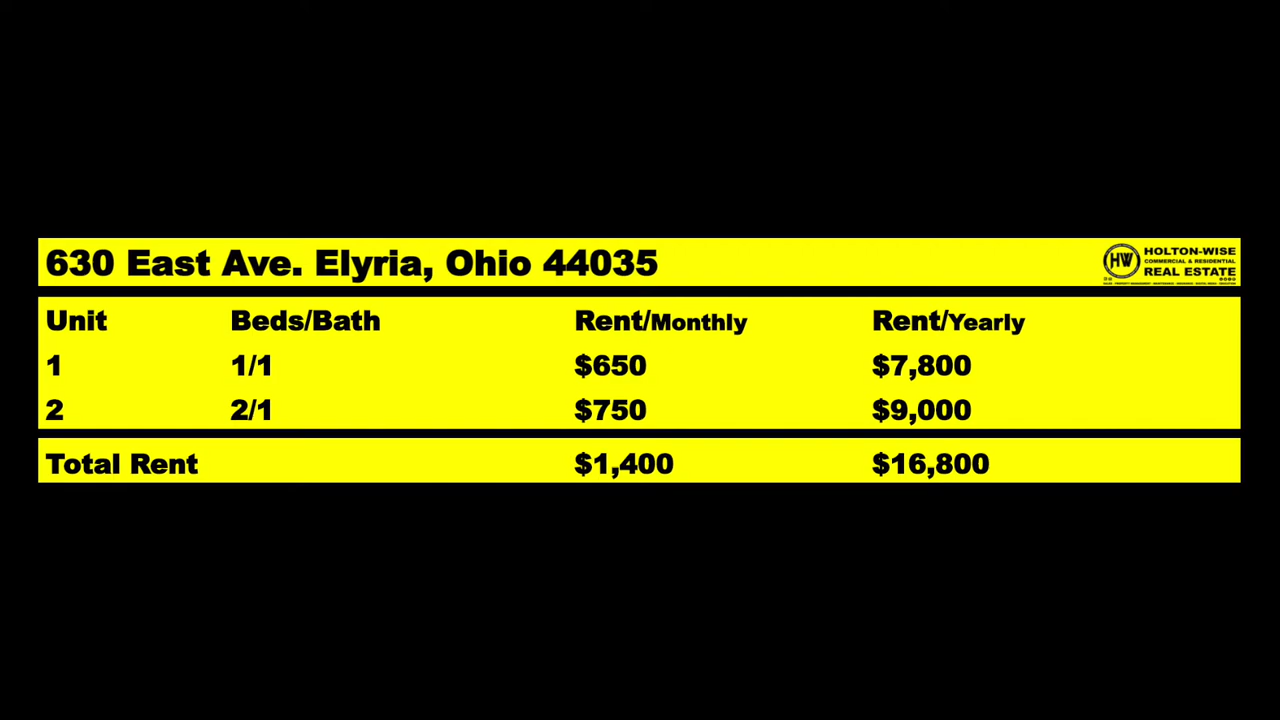 630 East Ave. Elyria, Ohio 44035
HW
HOLTON-WISE
COMMERCIAL & RESIDENTIAL
REAL ESTATE
Unit Beds/Bath Rent/Monthly Rent/Yearly
1 1/1 $650 $7,800
2 2/1 $750 $9,000
Total Rent $1,400 $16,800